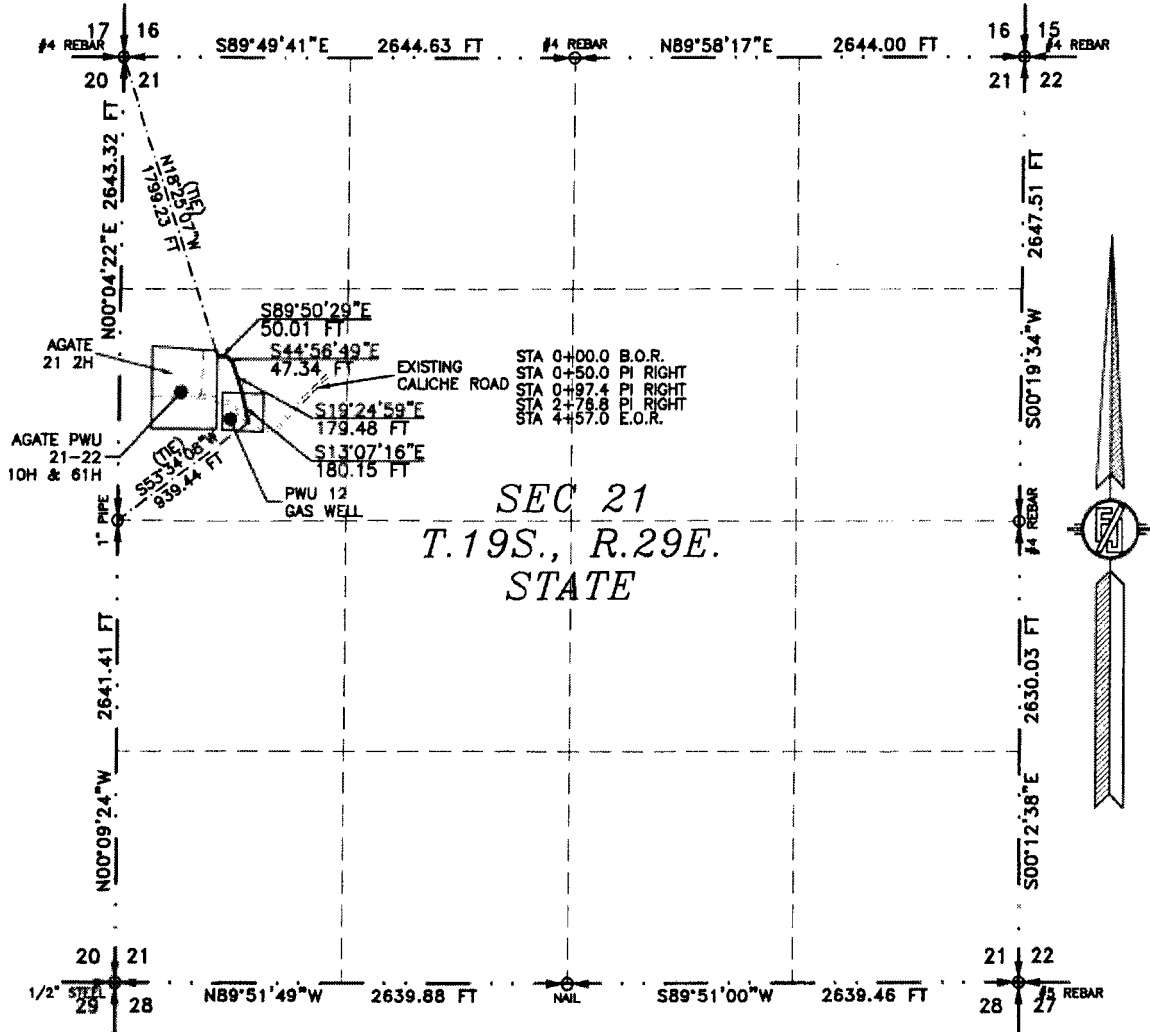 17 16
16 15
#4 REBAR
S89°49'41"E 2644.63 FT
#4 REBAR
N89°58'17"E 2644.00 FT
#4 REBAR
20 21
21 22
N00°04'22"E 2643.32 FT
(TIE)
N18°25'07"W
1799.23 FT
S00°19'34"W 2647.51 FT
S89°50'29"E
50.01 FT
AGATE
21 2H
S44°56'49"E
47.34 FT
EXISTING
CALICHE ROAD
STA 0+00.0 B.O.R.
STA 0+50.0 PI RIGHT
STA 0+97.4 PI RIGHT
STA 2+76.8 PI RIGHT
STA 4+57.0 E.O.R.
S19°24'59"E
179.48 FT
AGATE PWU
21-22
10H & 61H
S13°07'16"E
180.15 FT
(TIE)
S53°34'08"W
939.44 FT
PWU 12
GAS WELL
1" PIPE
#4 REBAR
SEC 21
T.19S., R.29E.
STATE
N00°09'24"W 2641.41 FT
S00°12'38"E 2630.03 FT
20 21
21 22
1/2" STEEL
N89°51'49"W 2639.88 FT
NAIL
S89°51'00"W 2639.46 FT
#5 REBAR
29 28
28 27